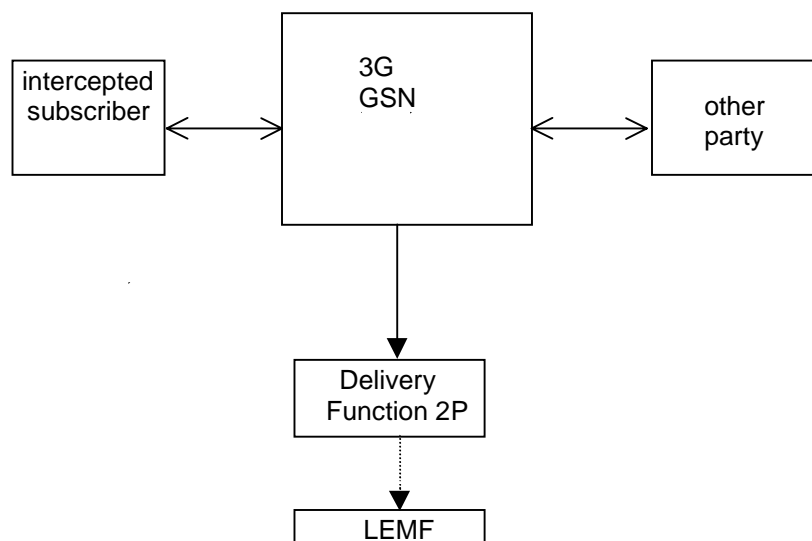 intercepted
subscriber
3G
GSN
other
party
Delivery
Function 2P
LEMF